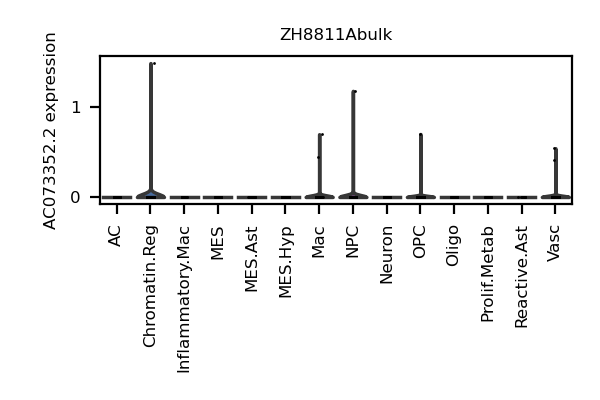 ZH8811Abulk
AC073352.2 expression
1
0
AC
Chromatin.Reg
Inflammatory.Mac
MES
MES.Ast
MES.Hyp
Mac
NPC
Neuron
OPC
Oligo
Prolif.Metab
Reactive.Ast
Vasc